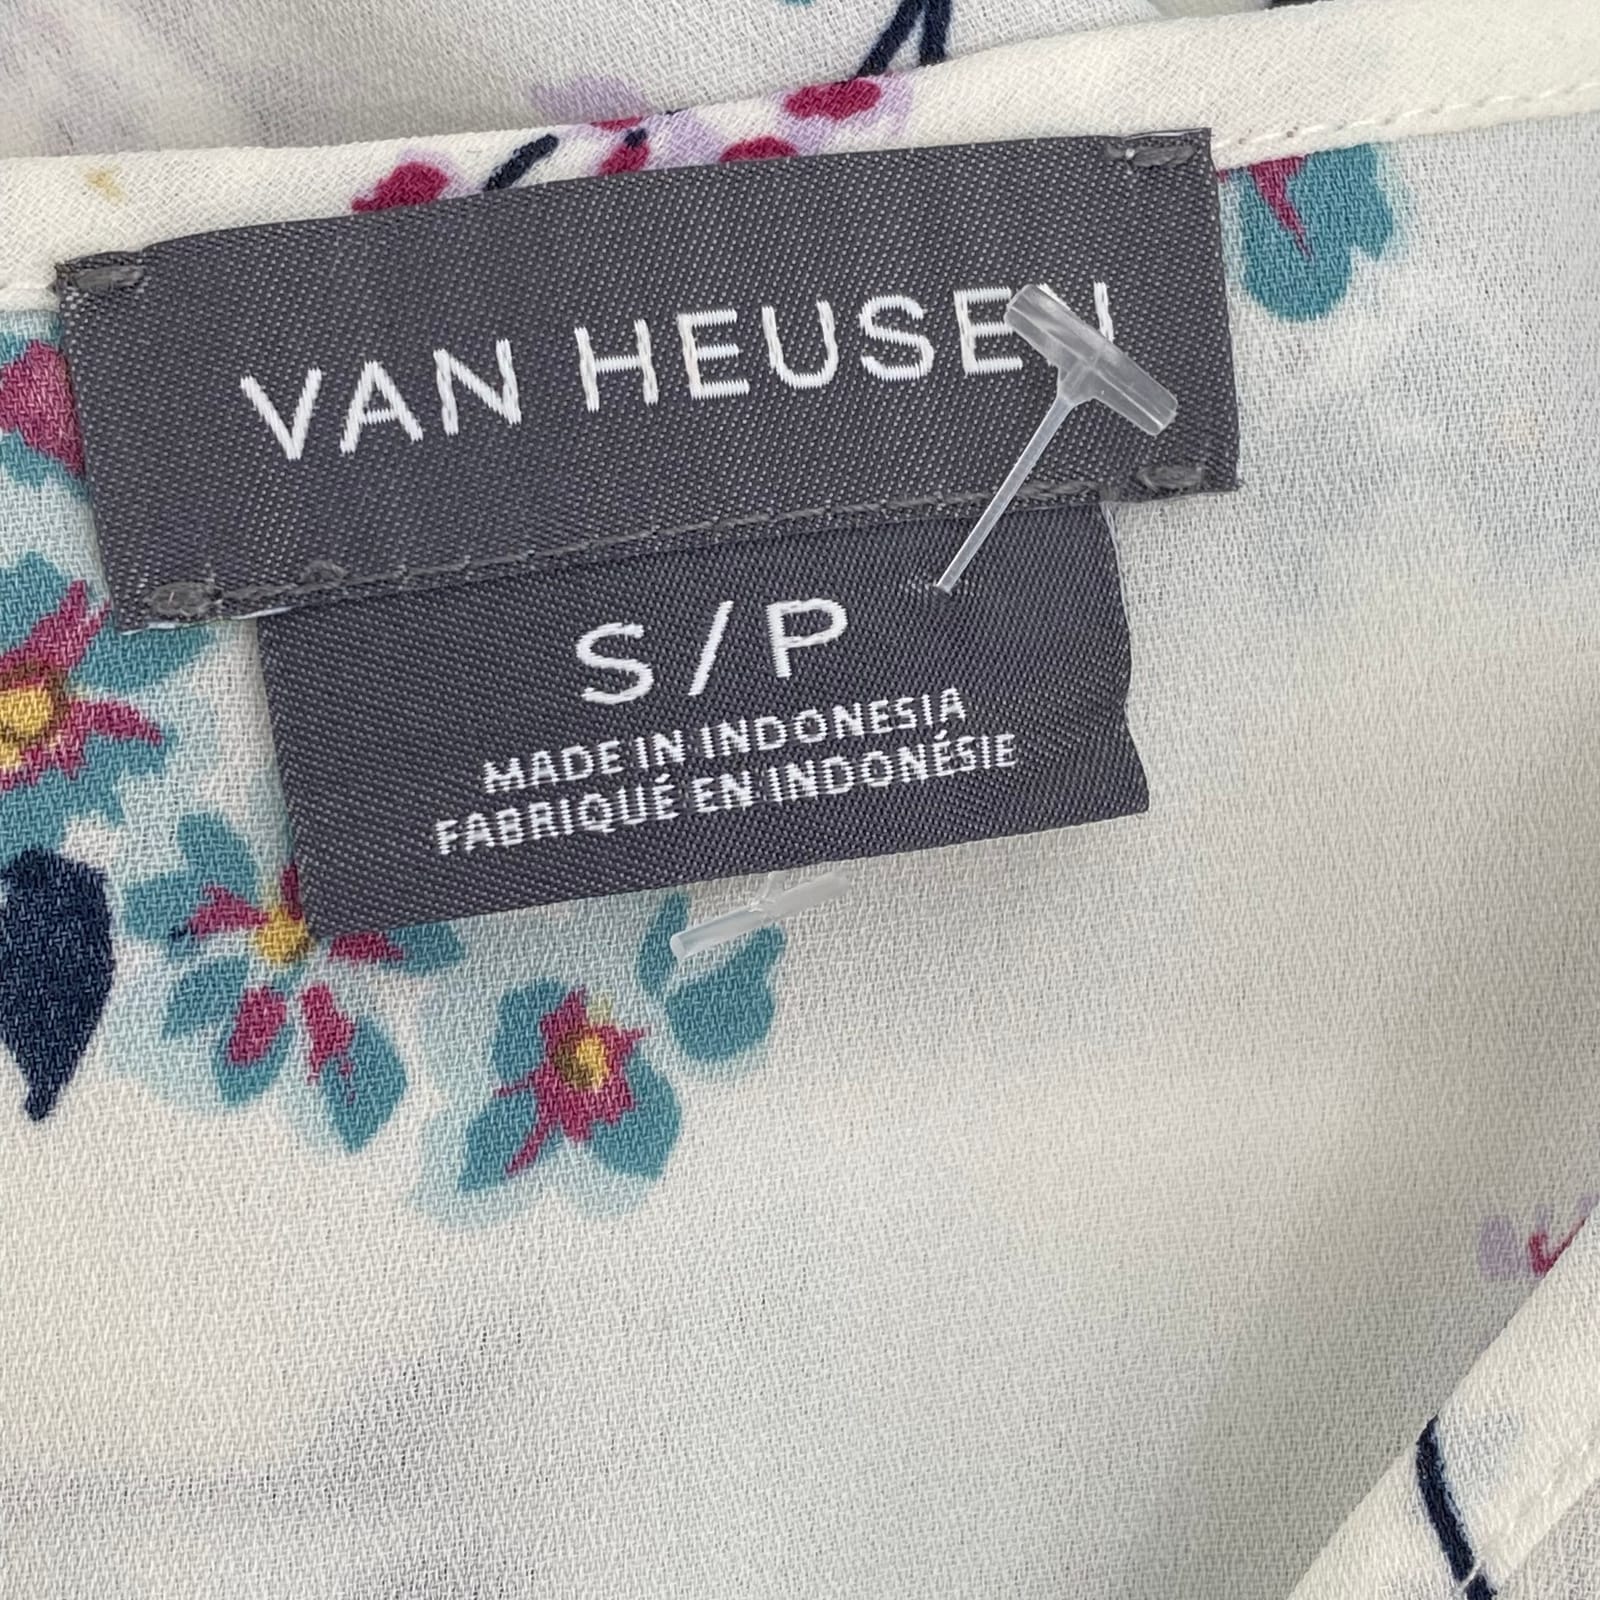 VAN HEUSEN
S/P
MADE IN INDONESIA
FABRIQUÉ EN INDONÉSIE